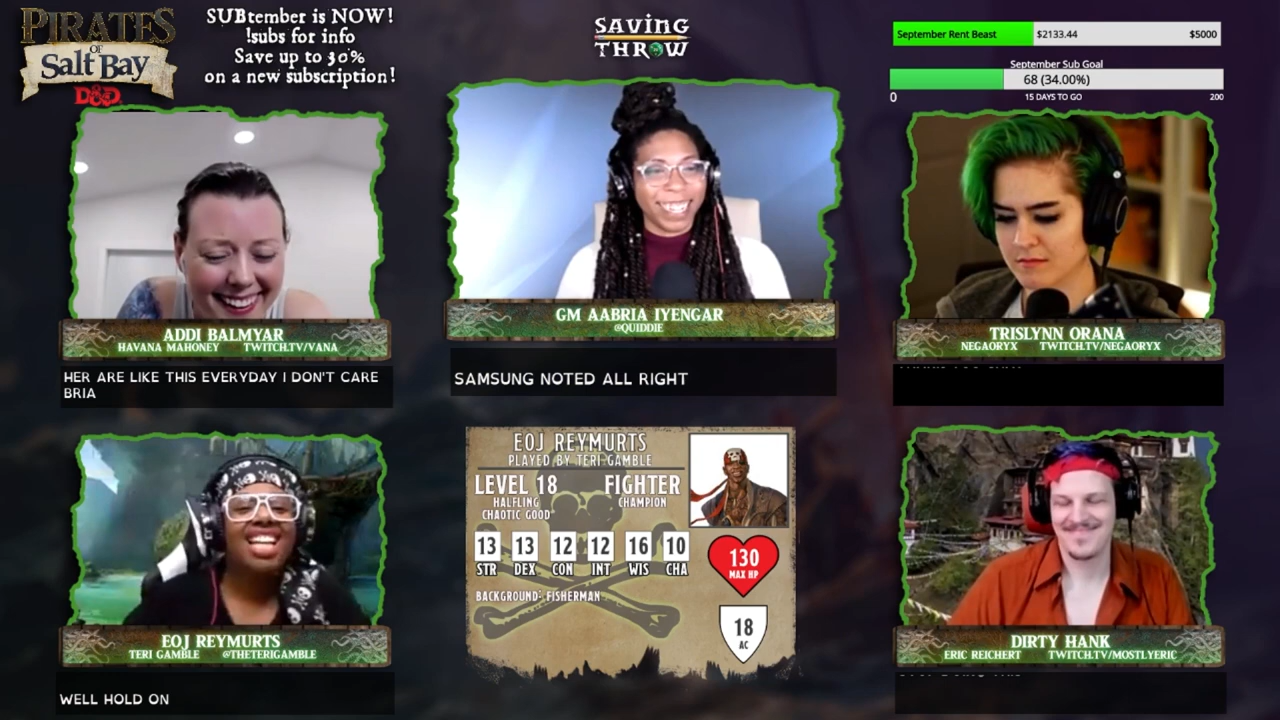 PIRATES
OF
Salt Bay
D&D
SUBtember is NOW!
!subs for info
Save up to 30%
on a new subscription!
SAVING
THROW
September Rent Beast $2133.44 $5000
September Sub Goal
68 (34.00%)
0 15 DAYS TO GO 200
ADDI BALMYAR
HAVANA MAHONEY TWITCH.TV/VANA
HER ARE LIKE THIS EVERYDAY I DON'T CARE
BRIA
GM AABRIA IYENGAR
@QUIDDIE
SAMSUNG NOTED ALL RIGHT
TRISLYNN ORANA
NEGAORYX TWITCH.TV/NEGAORYX
EOJ REYMURTS
TERI GAMBLE @THETERIGAMBLE
WELL HOLD ON
EOJ REYMURTS
PLAYED BY TERI GAMBLE
LEVEL 18 FIGHTER
HALFLING CHAMPION
CHAOTIC GOOD
13 13 12 12 16 10
STR DEX CON INT WIS CHA
BACKGROUND: FISHERMAN
130
MAX HP
18
AC
DIRTY HANK
ERIC REICHERT TWITCH.TV/MOSTLYERIC